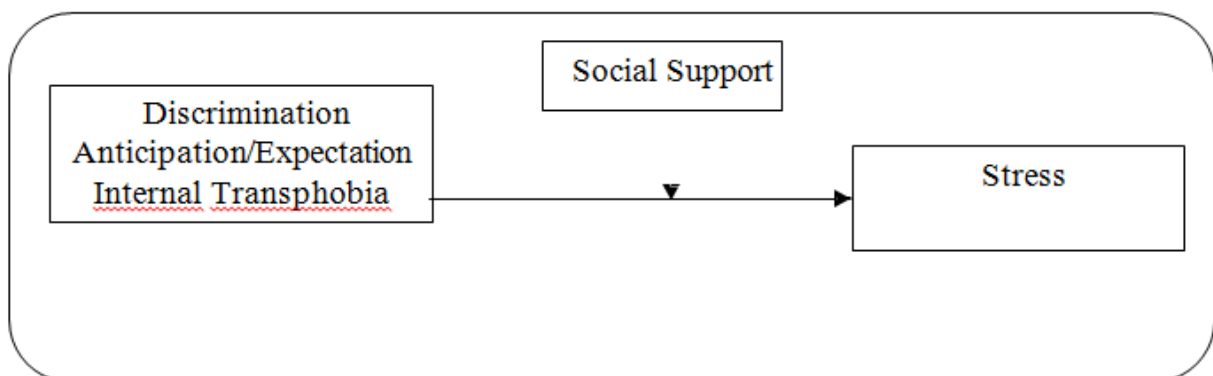 Social Support
Discrimination
Anticipation/Expectation
Internal Transphobia
Stress